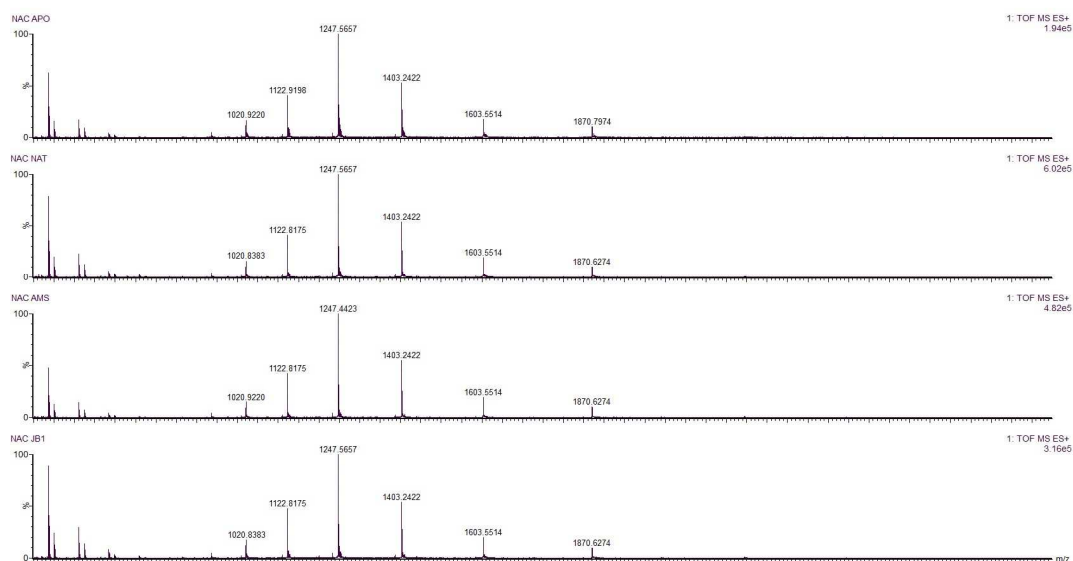 NAC APO
1: TOF MS ES+
1.94e5
1247.5657
100
%
0
1020.9220
1122.9198
1403.2422
1603.5514
1870.7974
NAC NAT
1: TOF MS ES+
6.02e5
1247.5657
100
%
0
1020.8383
1122.8175
1403.2422
1603.5514
1870.6274
NAC AMS
1: TOF MS ES+
4.82e5
1247.4423
100
%
0
1020.9220
1122.8175
1403.2422
1603.5514
1870.6274
NAC JB1
1: TOF MS ES+
3.16e5
1247.5657
100
%
0
1020.8383
1122.8175
1403.2422
1603.5514
1870.6274
m/z